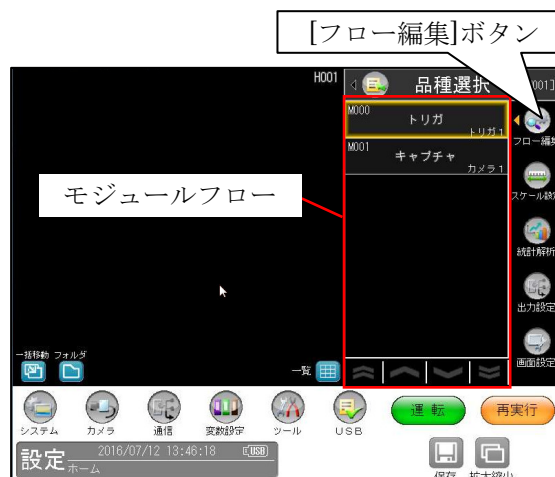 [フロー編集]ボタン
H001
品種選択
001]
M000
トリガ
トリガ1
フロー編集
M001
キャプチャ
カメラ1
モジュールフロー
スケール設定
統計解析
出力設定
画面設定
一括移動 フォルダ
一覧
システム カメラ 通信 変数設定 ツール USB
運転 再実行
設定 2016/07/12 13:46:18 USB
ホーム
保存 拡大縮小